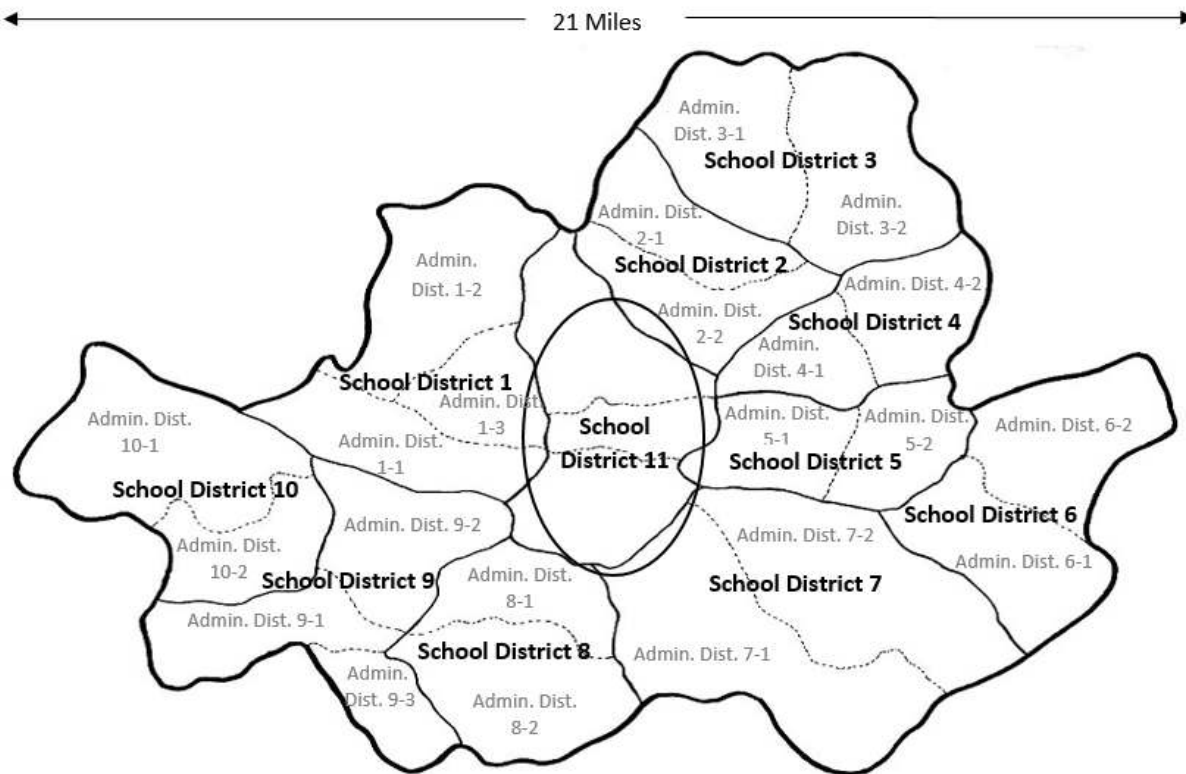 21 Miles
Admin.
Dist. 3-1
School District 3
Admin.
Dist. 3-2
Admin. Dist.
2-1
School District 2
Admin. Dist.
2-2
Admin.
Dist. 1-2
Admin. Dist. 4-2
School District 4
Admin.
Dist. 4-1
School District 1
Admin. Dist.
1-3
Admin. Dist.
1-1
School
District 11
Admin. Dist.
5-1
Admin. Dist.
5-2
School District 5
Admin. Dist. 6-2
School District 6
Admin. Dist. 6-1
Admin. Dist.
10-1
School District 10
Admin. Dist.
10-2
Admin. Dist. 9-2
School District 9
Admin. Dist. 9-1
Admin.
Dist. 9-3
Admin. Dist.
8-1
School District 8
Admin. Dist.
8-2
Admin. Dist. 7-2
School District 7
Admin. Dist. 7-1